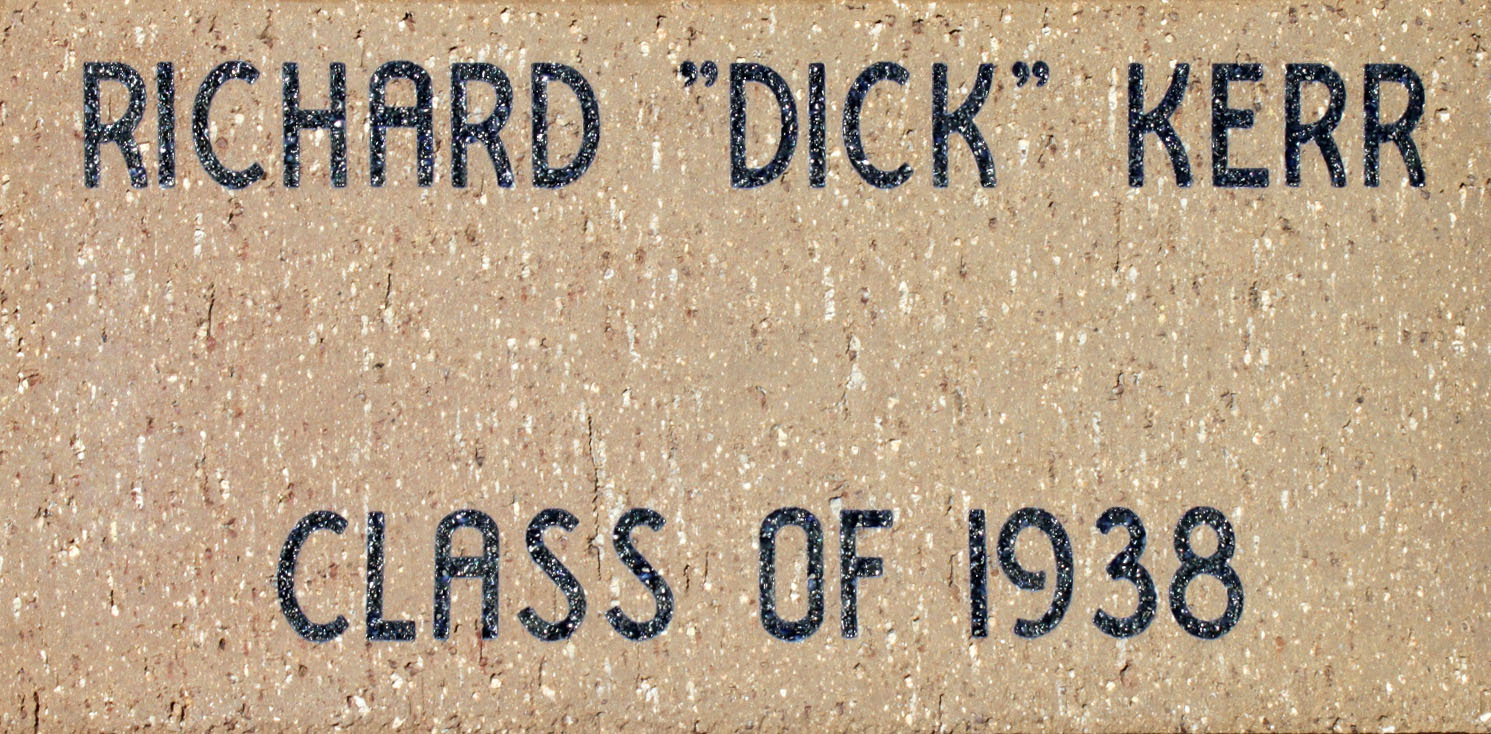 RICHARD ”DICK” KERR
CLASS OF 1938